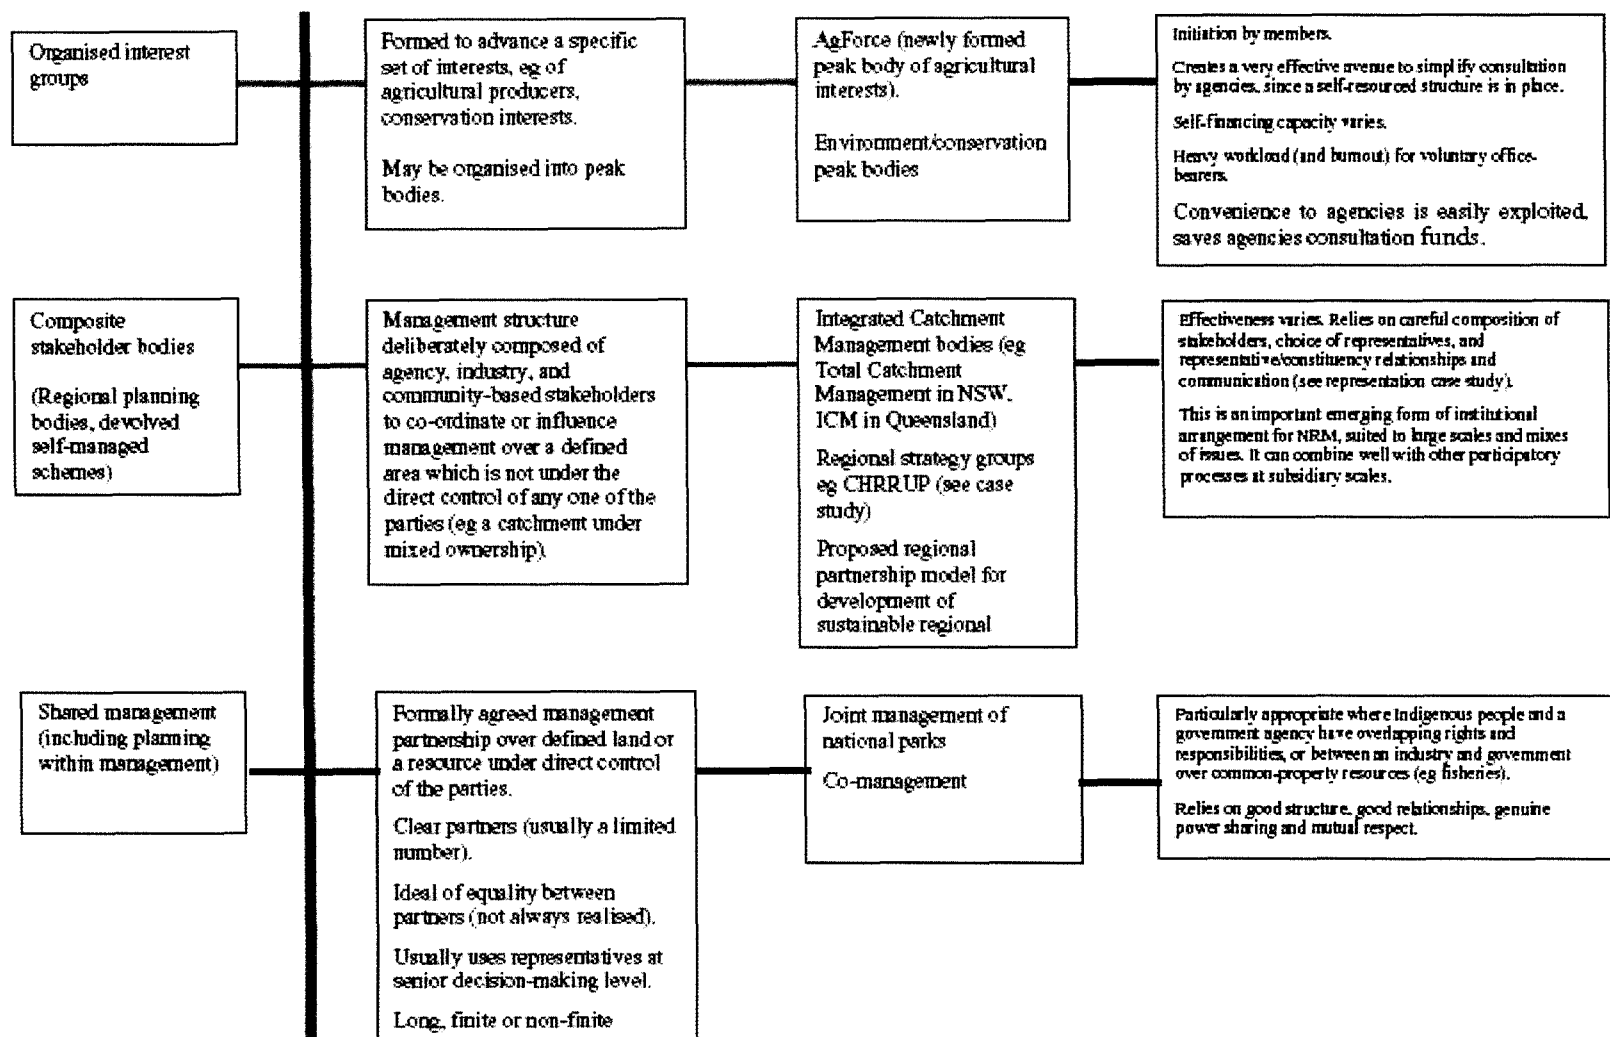 Organised interest
groups
Formed to advance a specific
set of interests, eg of
agricultural producers,
conservation interests.
May be organised into peak
bodies.
AgForce (newly formed
peak body of agricultural
interests).
Environment/conservation
peak bodies
Initiation by members.
Creates a very effective avenue to simplify consultation
by agencies, since a self-resourced structure is in place.
Self-financing capacity varies.
Heavy workload (and burnout) for voluntary office-
bearers.
Convenience to agencies is easily exploited,
saves agencies consultation funds.
Composite
stakeholder bodies
(Regional planning
bodies, devolved
self-managed
schemes)
Management structure
deliberately composed of
agency, industry, and
community-based stakeholders
to co-ordinate or influence
management over a defined
area which is not under the
direct control of any one of the
parties (eg a catchment under
mixed ownership).
Integrated Catchment
Management bodies (eg
Total Catchment
Management in NSW,
ICM in Queensland)
Regional strategy groups
eg CHRRUP (see case
study)
Proposed regional
partnership model for
development of
sustainable regional
Effectiveness varies. Relies on careful composition of
stakeholders, choice of representatives, and
representative/constituency relationships and
communication (see representation case study).
This is an important emerging form of institutional
arrangement for NRM, suited to large scales and mixes
of issues. It can combine well with other participatory
processes at subsidiary scales.
Shared management
(including planning
within management)
Formally agreed management
partnership over defined land or
a resource under direct control
of the parties.
Clear partners (usually a limited
number).
Ideal of equality between
partners (not always realised).
Usually uses representatives at
senior decision-making level.
Long, finite or non-finite
Joint management of
national parks
Co-management
Particularly appropriate where Indigenous people and a
government agency have overlapping rights and
responsibilities, or between an industry and government
over common-property resources (eg fisheries).
Relies on good structure, good relationships, genuine
power sharing and mutual respect.